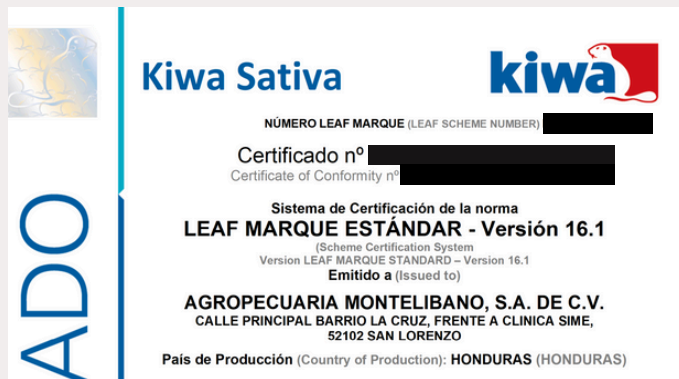 Kiwa Sativa
kiwa
NÚMERO LEAF MARQUE (LEAF SCHEME NUMBER)
Certificado nº
Certificate of Conformity nº
ADO
Sistema de Certificación de la norma
LEAF MARQUE ESTÁNDAR - Versión 16.1
(Scheme Certification System
Version LEAF MARQUE STANDARD – Version 16.1
Emitido a (Issued to)
AGROPECUARIA MONTELIBANO, S.A. DE C.V.
CALLE PRINCIPAL BARRIO LA CRUZ, FRENTE A CLINICA SIME,
52102 SAN LORENZO
País de Producción (Country of Production): HONDURAS (HONDURAS)